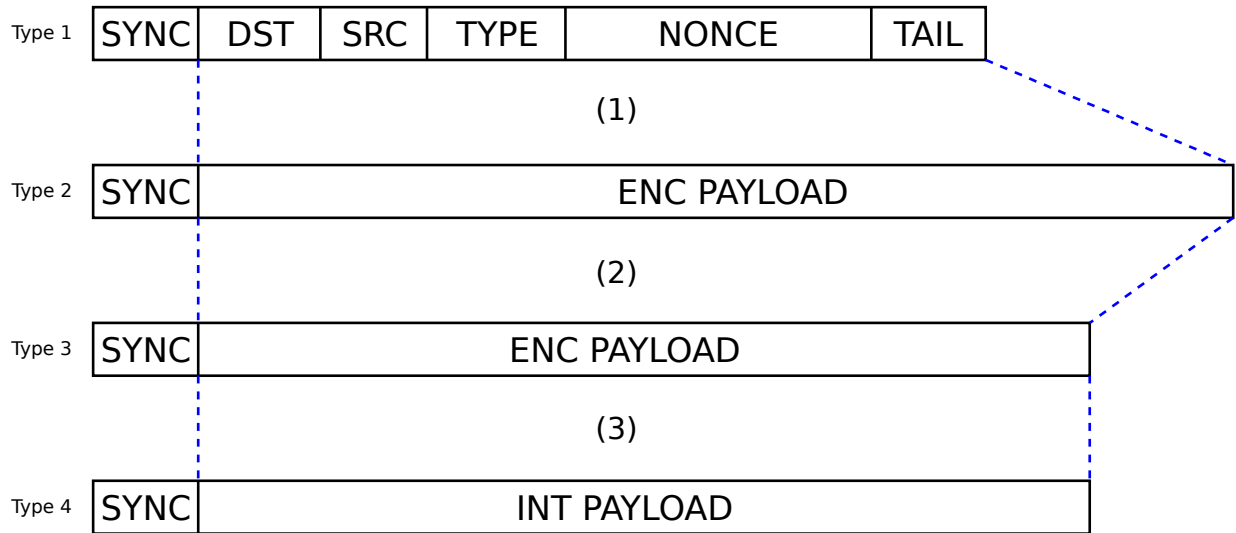 Type 1 SYNC DST SRC TYPE NONCE TAIL
(1)
Type 2 SYNC ENC PAYLOAD
(2)
Type 3 SYNC ENC PAYLOAD
(3)
Type 4 SYNC INT PAYLOAD